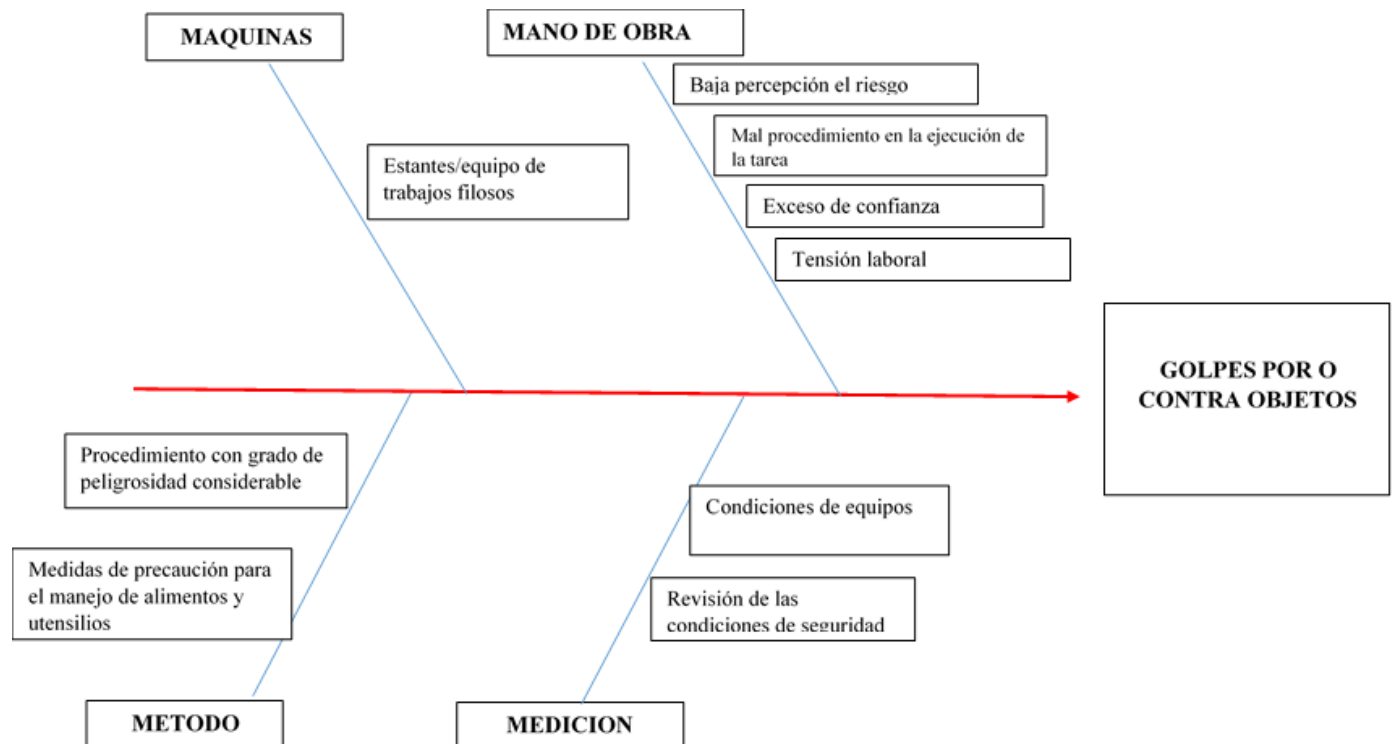 MAQUINAS
MANO DE OBRA
Baja percepción el riesgo
Mal procedimiento en la ejecución de
la tarea
Estantes/equipo de
trabajos filosos
Exceso de confianza
Tensión laboral
GOLPES POR O
CONTRA OBJETOS
Procedimiento con grado de
peligrosidad considerable
Condiciones de equipos
Medidas de precaución para
el manejo de alimentos y
utensilios
Revisión de las
condiciones de seguridad
METODO
MEDICION